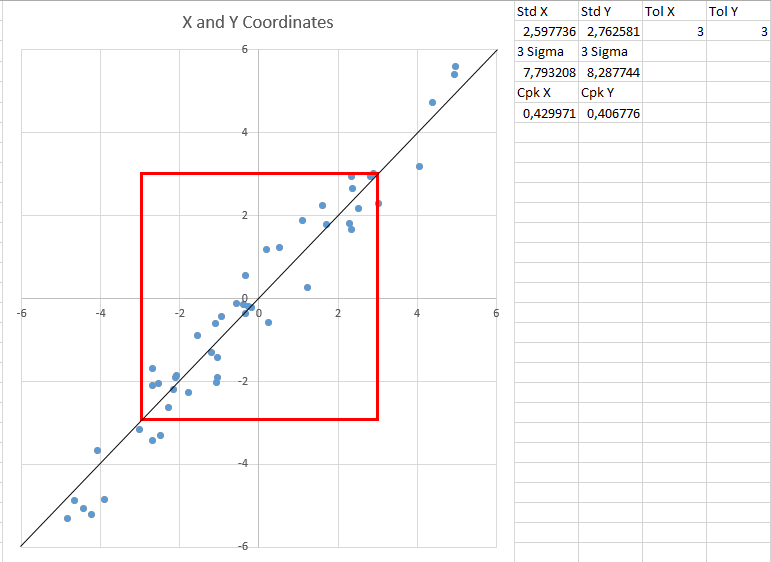 X and Y Coordinates
6
4
2
0
-6 -4 -2 0 2 4 6
-2
-4
-6
Std X Std Y Tol X Tol Y
2,597736 2,762581 3 3
3 Sigma 3 Sigma
7,793208 8,287744
Cpk X Cpk Y
0,429971 0,406776